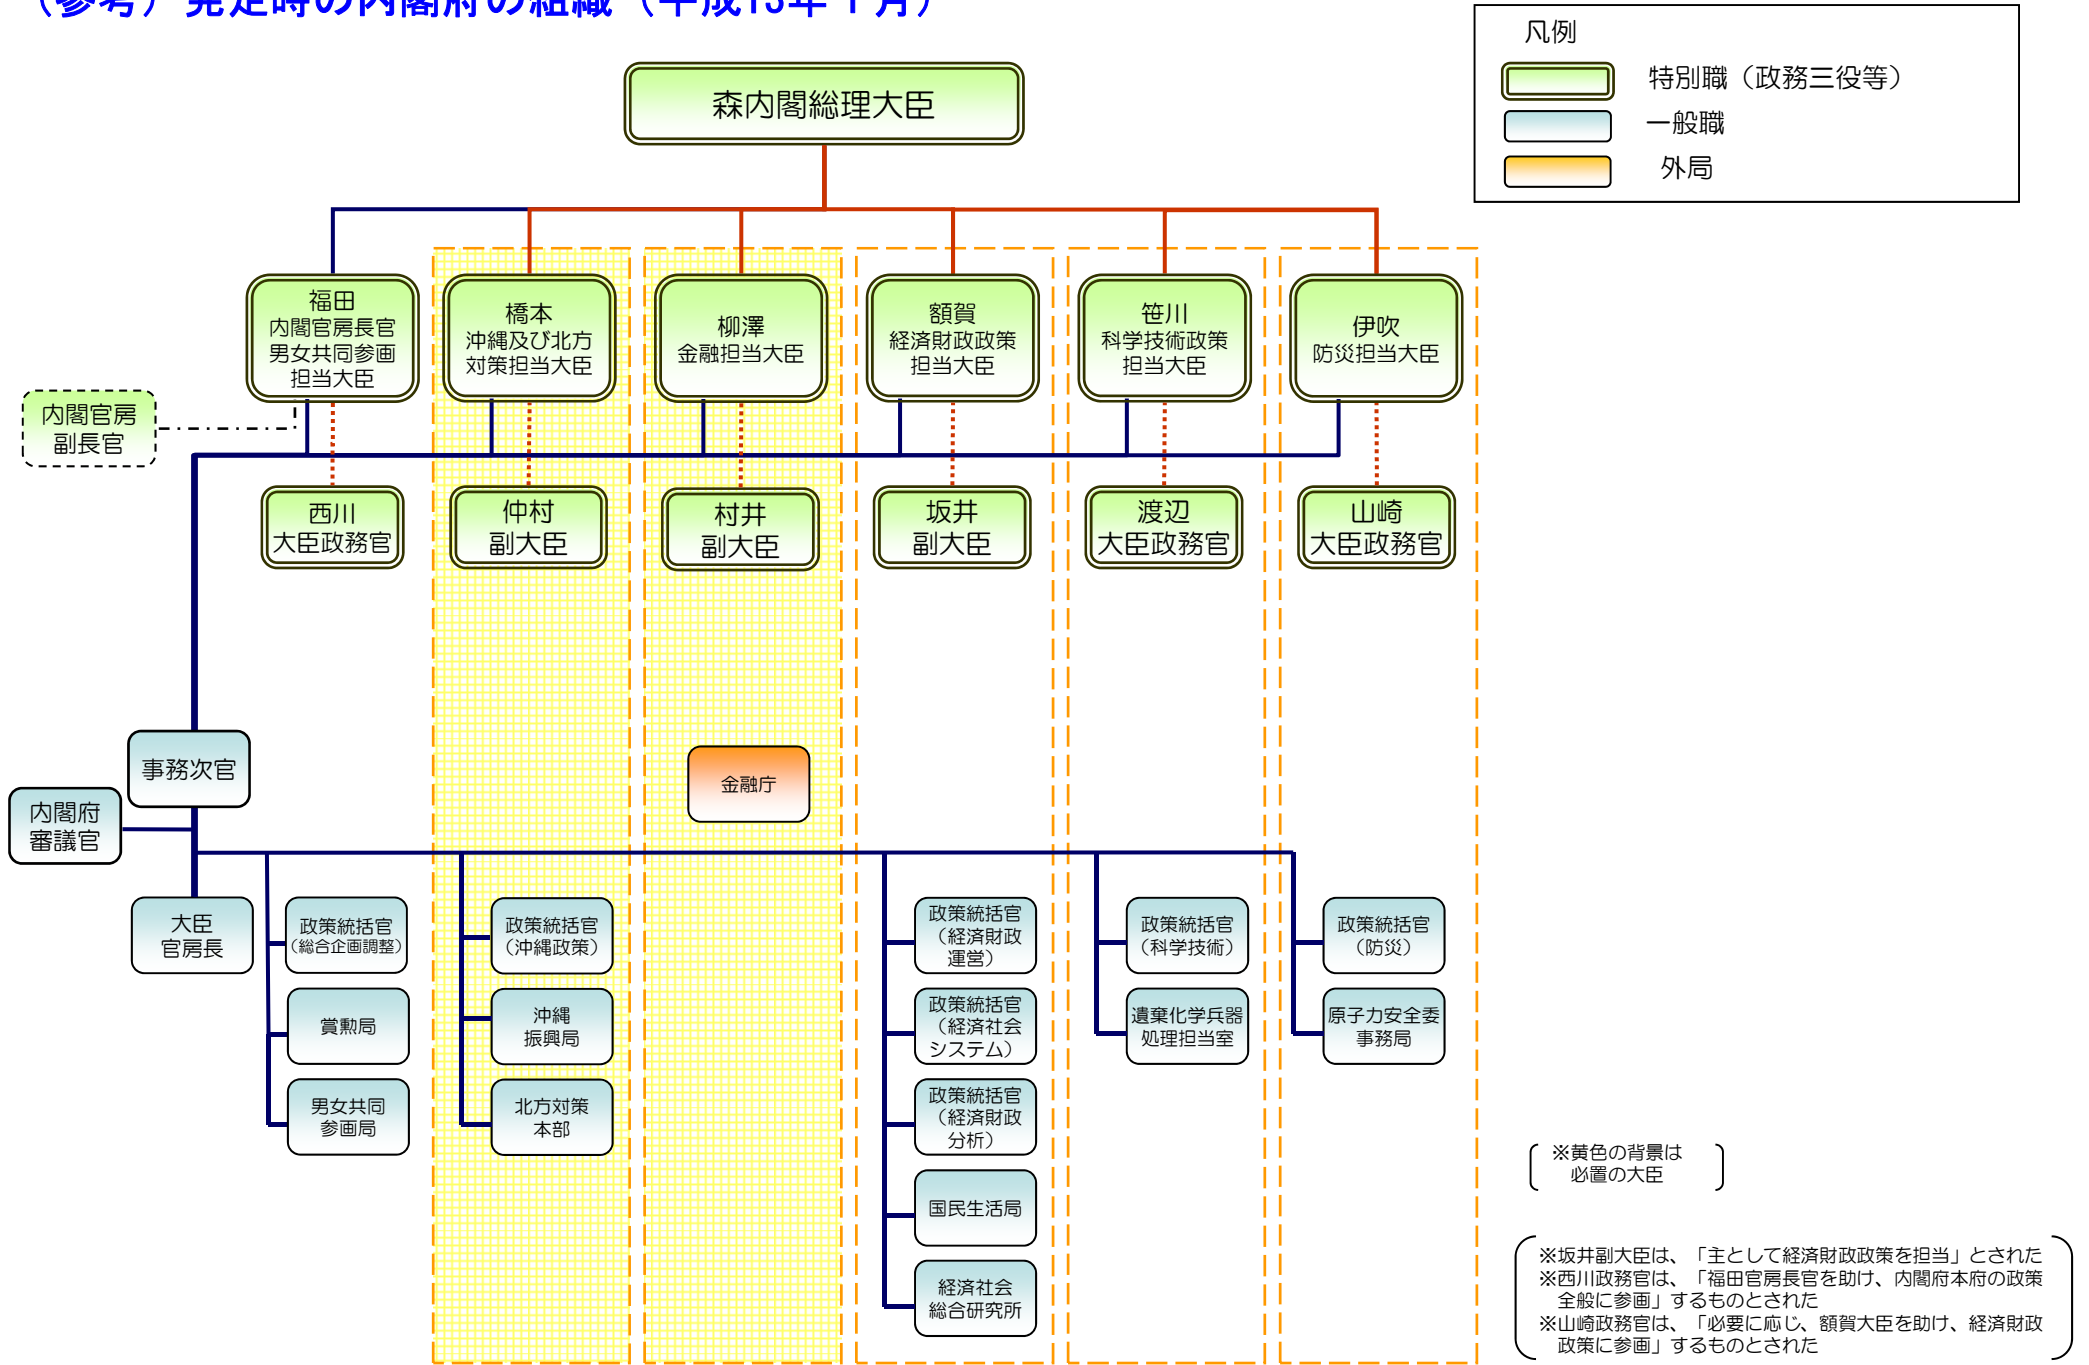 （参考）発足時の内閣府の組織（平成13年１月）
凡例
特別職（政務三役等）
一般職
外局
森内閣総理大臣
福田
内閣官房長官
男女共同参画
担当大臣
橋本
沖縄及び北方
対策担当大臣
柳澤
金融担当大臣
額賀
経済財政政策
担当大臣
笹川
科学技術政策
担当大臣
伊吹
防災担当大臣
内閣官房
副長官
西川
大臣政務官
仲村
副大臣
村井
副大臣
坂井
副大臣
渡辺
大臣政務官
山崎
大臣政務官
事務次官
金融庁
内閣府
審議官
大臣
官房長
政策統括官
（総合企画調整）
賞勲局
男女共同
参画局
政策統括官
（沖縄政策）
沖縄
振興局
北方対策
本部
政策統括官
（経済財政
運営）
政策統括官
（経済社会
システム）
政策統括官
（経済財政
分析）
国民生活局
経済社会
総合研究所
政策統括官
（科学技術）
遺棄化学兵器
処理担当室
政策統括官
（防災）
原子力安全委
事務局
※黄色の背景は
必置の大臣
※坂井副大臣は、「主として経済財政政策を担当」とされた
※西川政務官は、「福田官房長官を助け、内閣府本府の政策
全般に参画」するものとされた
※山崎政務官は、「必要に応じ、額賀大臣を助け、経済財政
政策に参画」するものとされた